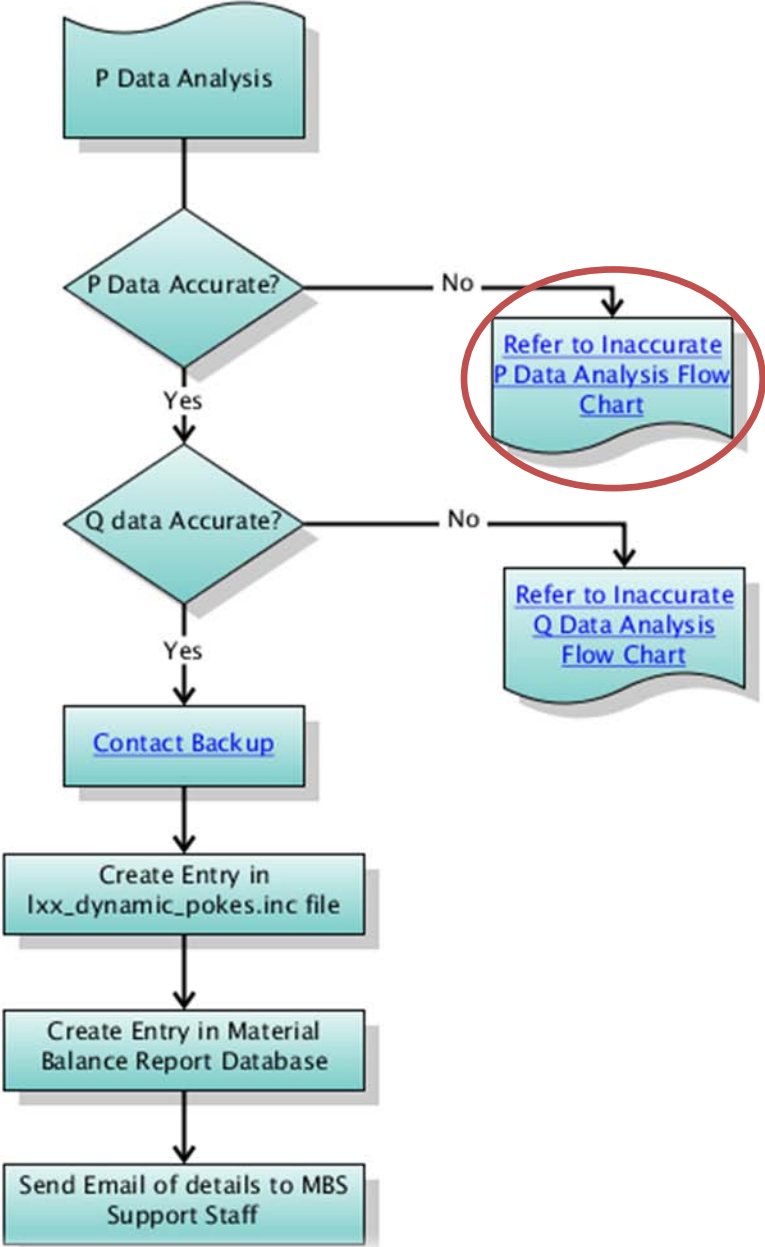 P Data Analysis
P Data Accurate?
No
Refer to Inaccurate
P Data Analysis Flow
Chart
Yes
Q data Accurate?
No
Refer to Inaccurate
Q Data Analysis
Flow Chart
Yes
Contact Backup
Create Entry in
lxx_dynamic_pokes.inc file
Create Entry in Material
Balance Report Database
Send Email of details to MBS
Support Staff